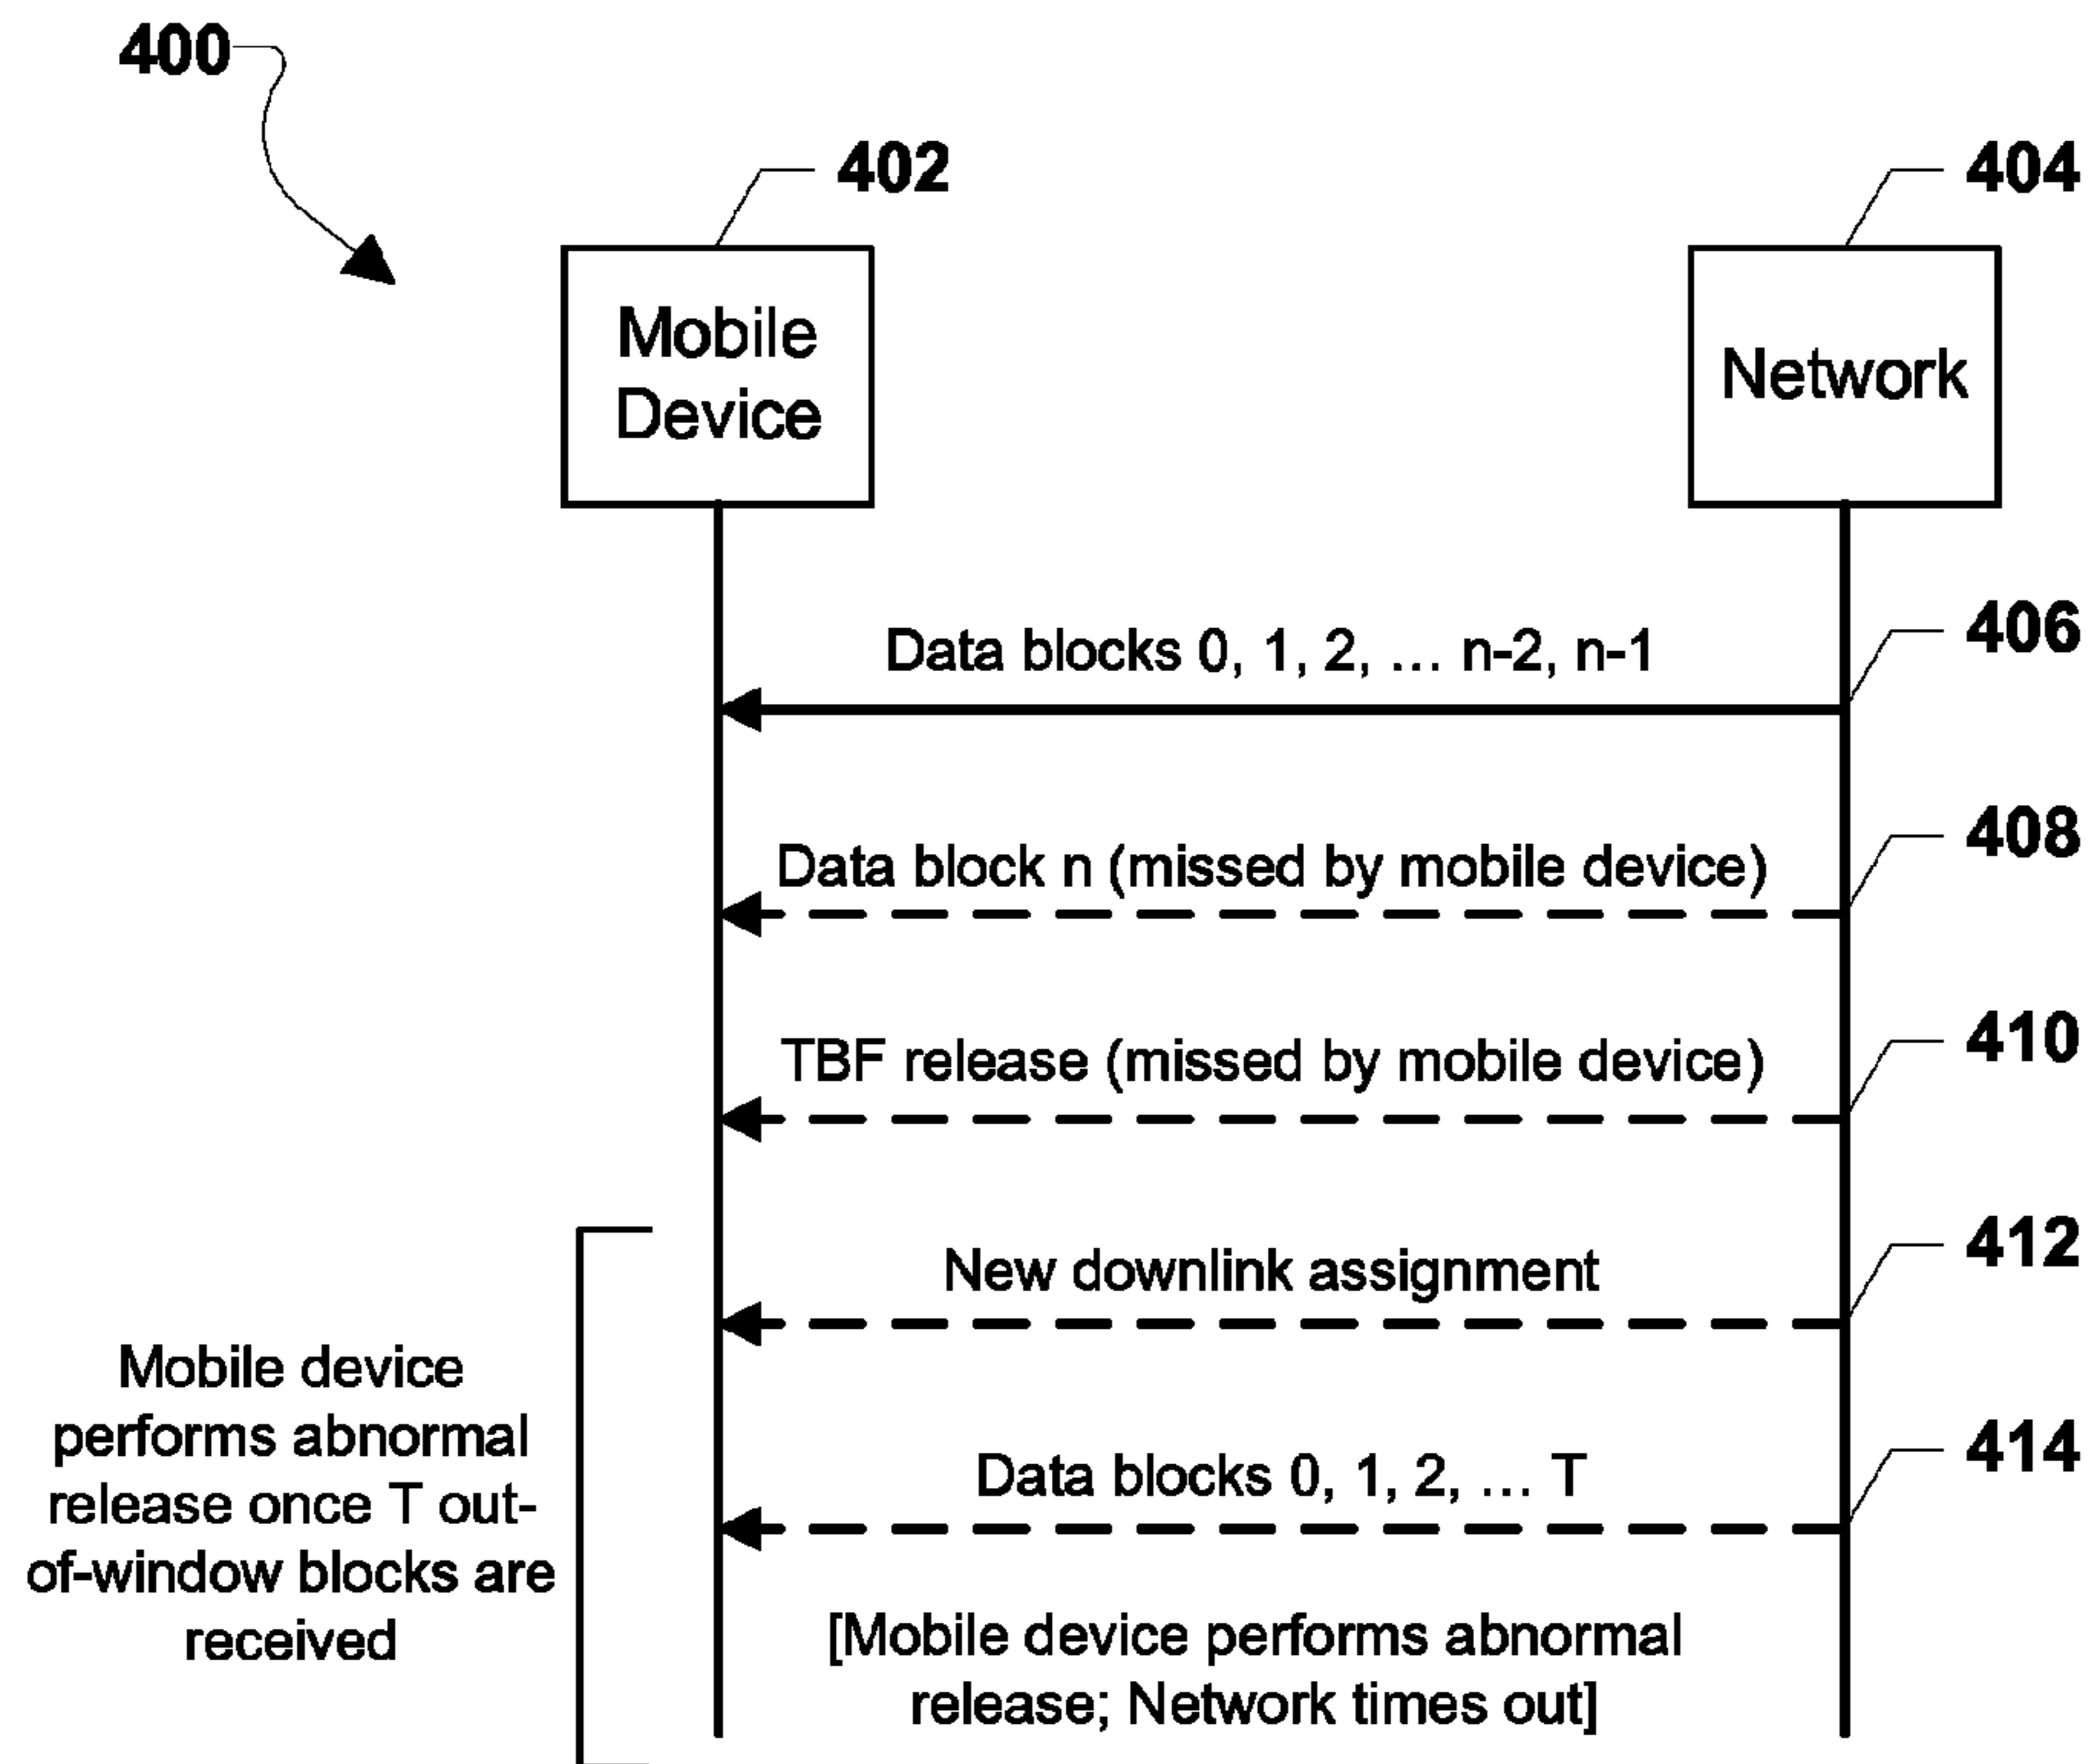 400
402
404
Mobile
Device
Network
406
Data blocks 0, 1, 2, … n-2, n-1
408
Data block n (missed by mobile device)
410
TBF release (missed by mobile device)
412
New downlink assignment
414
Data blocks 0, 1, 2, … T
Mobile device
performs abnormal
release once T out-
of-window blocks are
received
[Mobile device performs abnormal
release; Network times out]